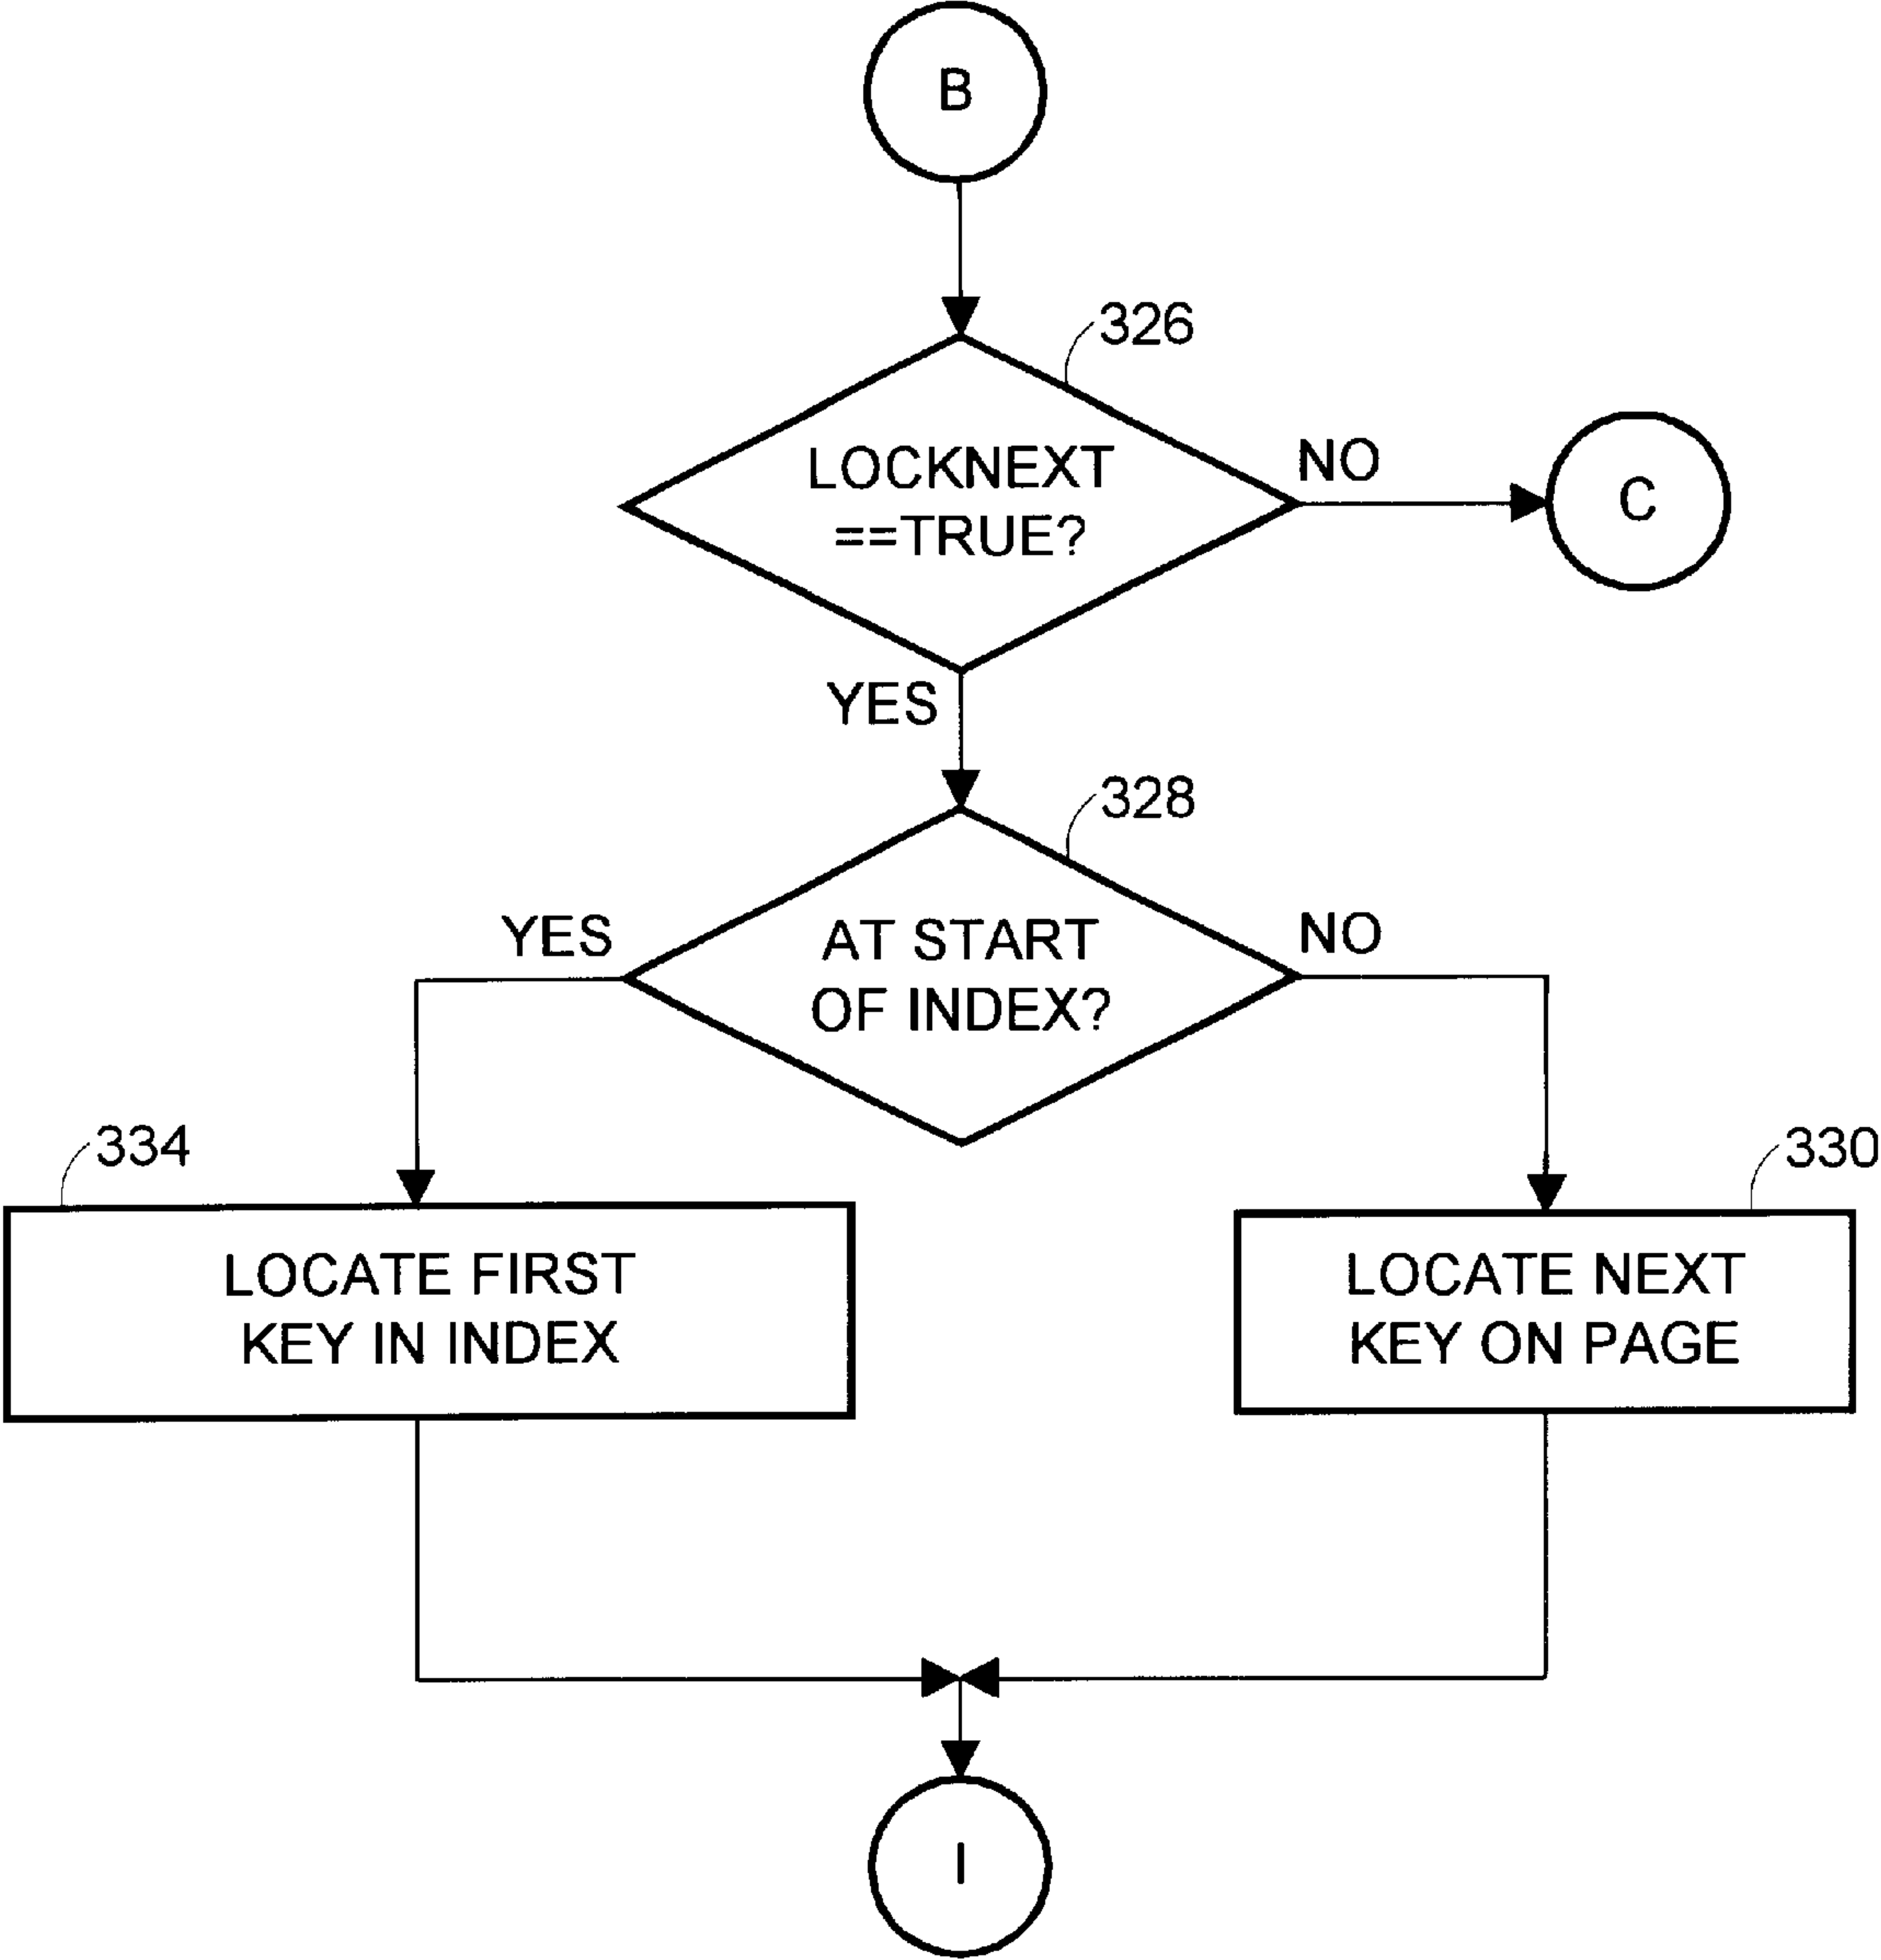 B
326
LOCKNEXT
==TRUE?
NO
C
YES
328
AT START
OF INDEX?
YES
NO
334
LOCATE FIRST
KEY IN INDEX
330
LOCATE NEXT
KEY ON PAGE
I